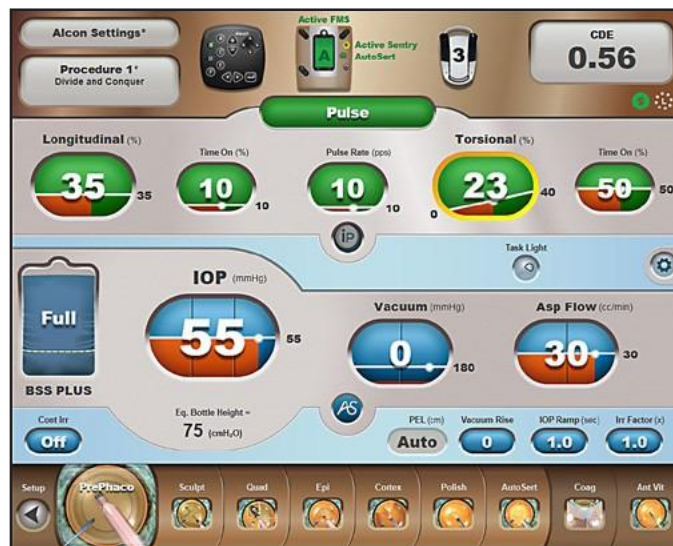 Alcon Settings*
Procedure 1*
Divide and Conquer
Active FMS
A
Active Sentry
AutoSert
3
CDE
0.56
S
Pulse
Longitudinal (%)
35
35
Time On (%)
10
10
Pulse Rate (pps)
10
10
Torsional (%)
23
0
40
Time On (%)
50
50
iP
Task Light
Full
BSS PLUS
IOP (mmHg)
55
55
Vacuum (mmHg)
0
180
Asp Flow (cc/min)
30
30
Eq. Bottle Height =
75 (cmH₂O)
AS
Cont Irr
Off
PEL (cm)
Auto
Vacuum Rise
0
IOP Ramp (sec)
1.0
Irr Factor (x)
1.0
Setup
PrePhaco
Sculpt
Quad
Epi
Cortex
Polish
AutoSert
Coag
Ant Vit